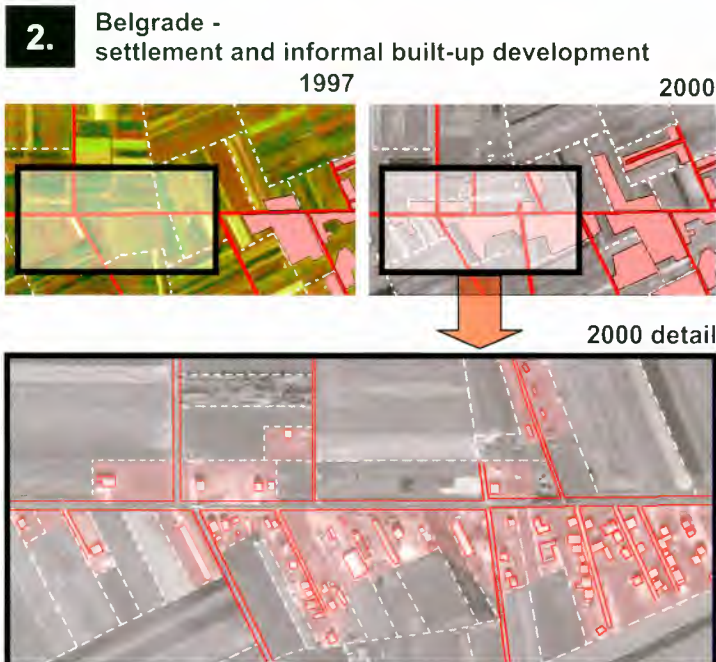 2.
Belgrade -
settlement and informal built-up development
1997
2000
2000 detail